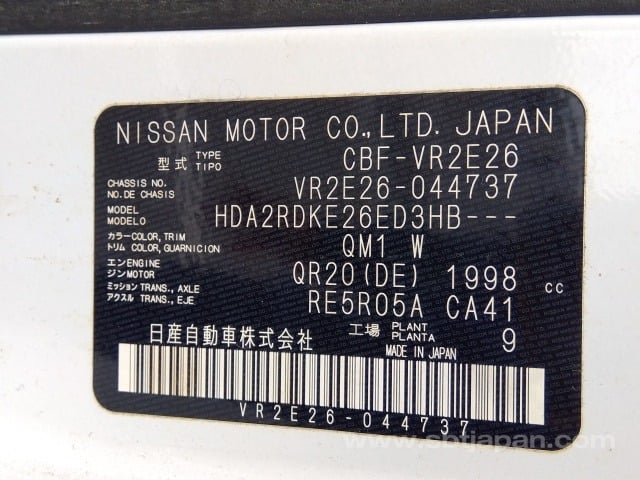 NISSAN MOTOR CO.,LTD. JAPAN
型式 TYPE TIPO CBF-VR2E26
CHASSIS NO. NO.DE CHASIS VR2E26-044737
MODEL MODELO HDA2RDKE26ED3HB---
カラー COLOR, TRIM トリム COLOR, GUARNICION QM1 W
エンジン ENGINE MOTOR QR20(DE) 1998 cc
ミッション TRANS., AXLE アクスル TRANS., EJE RE5R05A CA41
日産自動車株式会社 工場 PLANT PLANTA 9
MADE IN JAPAN
VR2E26-044737
www.sbtjapan.com